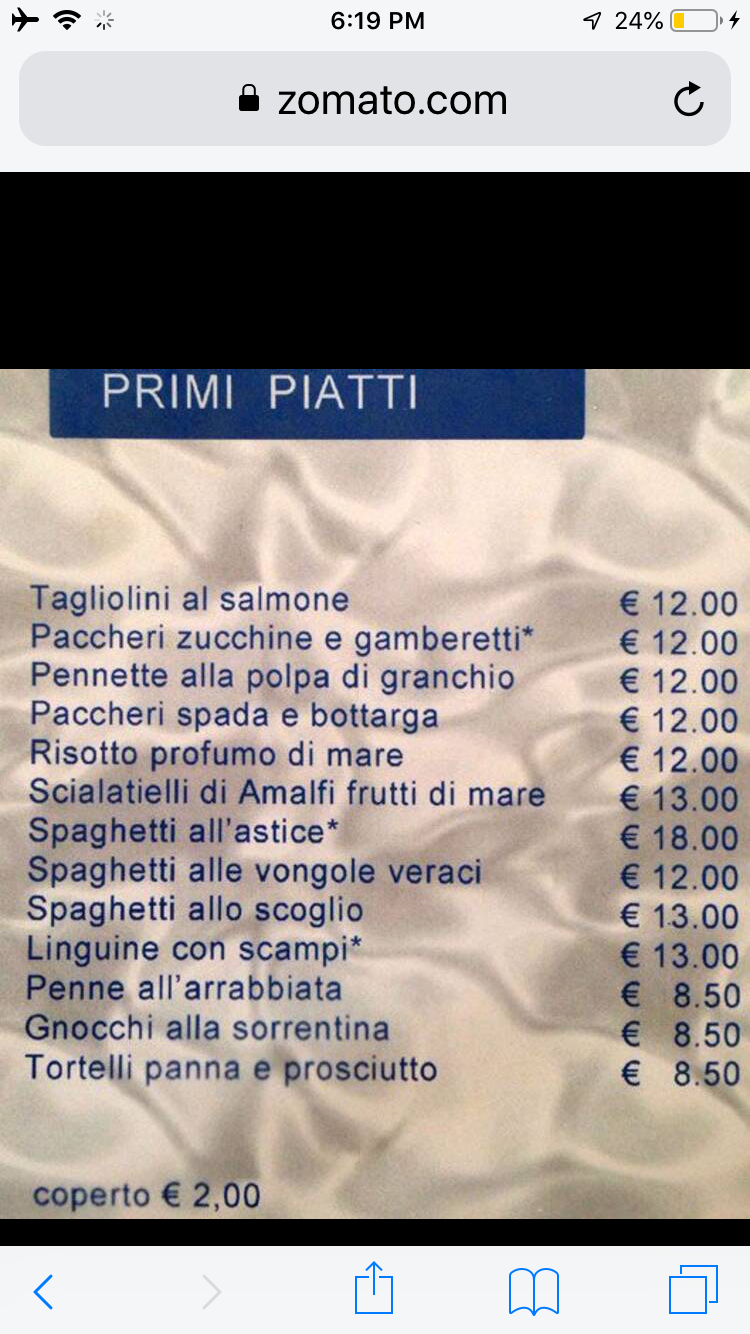 6:19 PM
24%
zomato.com
PRIMI PIATTI
Tagliolini al salmone € 12.00
Paccheri zucchine e gamberetti* € 12.00
Pennette alla polpa di granchio € 12.00
Paccheri spada e bottarga € 12.00
Risotto profumo di mare € 12.00
Scialatielli di Amalfi frutti di mare € 13.00
Spaghetti all'astice* € 18.00
Spaghetti alle vongole veraci € 12.00
Spaghetti allo scoglio € 13.00
Linguine con scampi* € 13.00
Penne all'arrabbiata € 8.50
Gnocchi alla sorrentina € 8.50
Tortelli panna e prosciutto € 8.50
coperto € 2,00